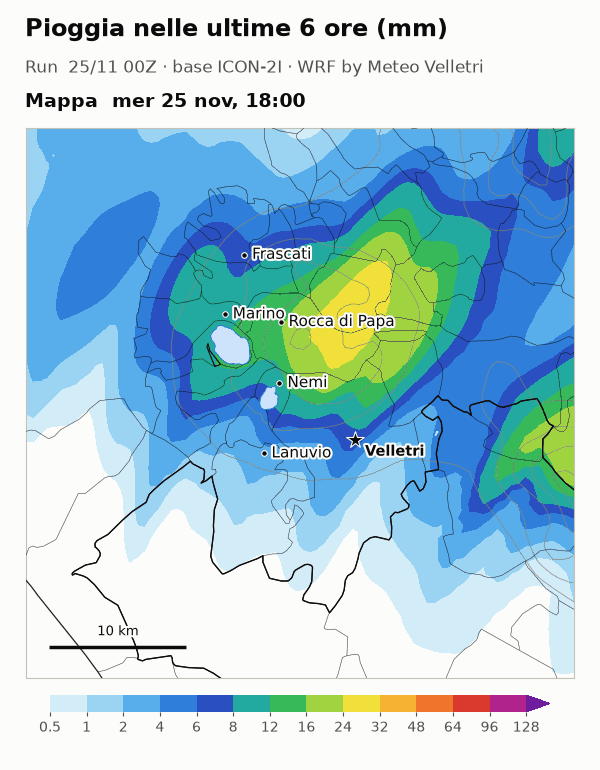 Pioggia nelle ultime 6 ore (mm)
Run  25/11 00Z · base ICON-2I · WRF by Meteo Velletri
Mappa  mer 25 nov, 18:00
Frascati
Marino
Rocca di Papa
Nemi
Velletri
Lanuvio
10 km
0.5 1 2 4 6 8 12 16 24 32 48 64 96 128